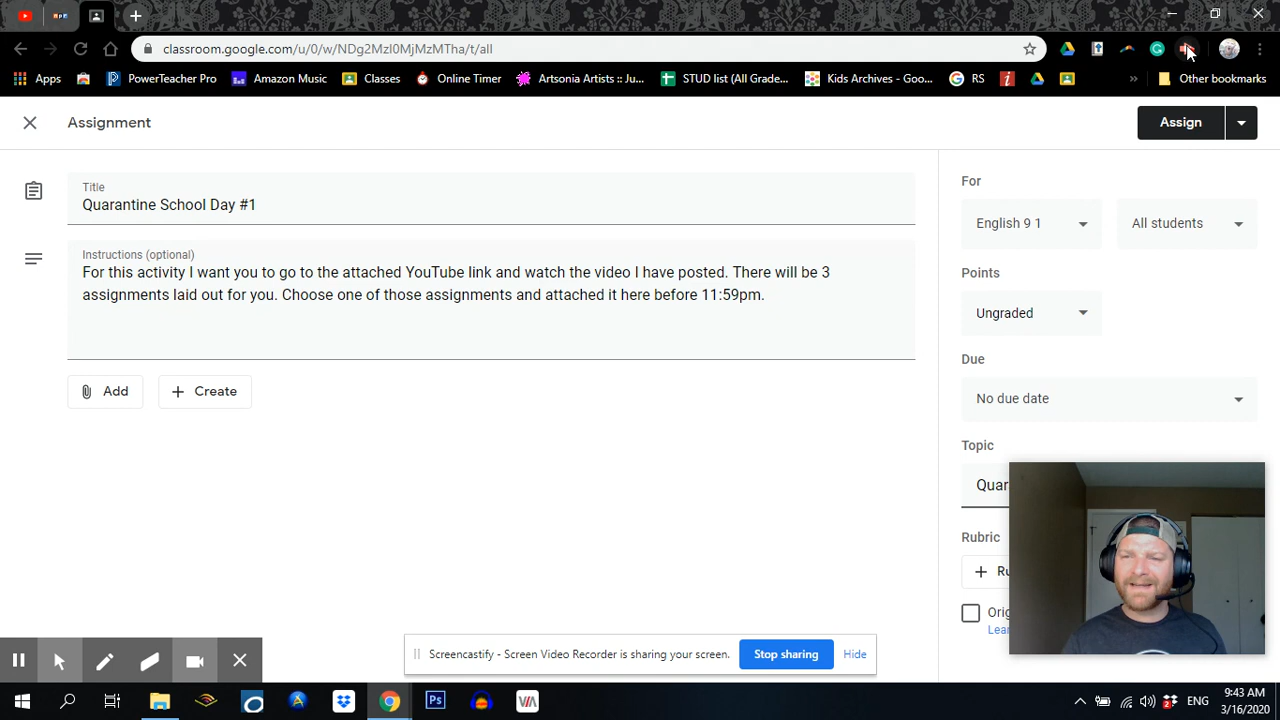 classroom.google.com/u/0/w/NDg2MzI0MjMzMTha/t/all
Apps
PowerTeacher Pro
Amazon Music
Classes
Online Timer
Artsonia Artists :: Ju...
STUD list (All Grade...
Kids Archives - Goo...
RS
»
Other bookmarks
Assignment
Assign
Title
Quarantine School Day #1
Instructions (optional)
For this activity I want you to go to the attached YouTube link and watch the video I have posted. There will be 3
assignments laid out for you. Choose one of those assignments and attached it here before 11:59pm.
Add
Create
For
English 9 1
All students
Points
Ungraded
Due
No due date
Topic
Quar
Rubric
+ Ru
Orig
Lear
Screencastify - Screen Video Recorder is sharing your screen.
Stop sharing
Hide
Ps
VIA
ENG
9:43 AM
3/16/2020